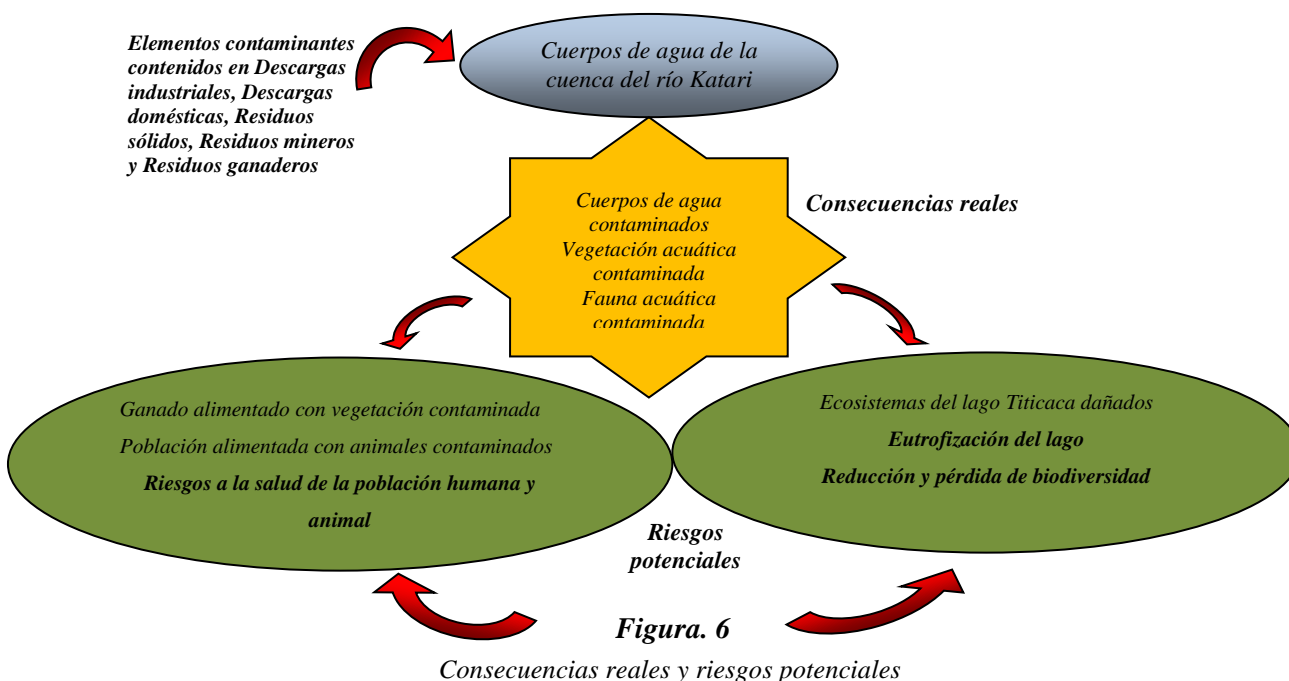 Elementos contaminantes
contenidos en Descargas
industriales, Descargas
domésticas, Residuos
sólidos, Residuos mineros
y Residuos ganaderos
Cuerpos de agua de la
cuenca del río Katari
Cuerpos de agua
contaminados
Vegetación acuática
contaminada
Fauna acuática
contaminada
Consecuencias reales
Ganado alimentado con vegetación contaminada
Población alimentada con animales contaminados
Riesgos a la salud de la población humana y
animal
Ecosistemas del lago Titicaca dañados
Eutrofización del lago
Reducción y pérdida de biodiversidad
Riesgos
potenciales
Figura. 6
Consecuencias reales y riesgos potenciales